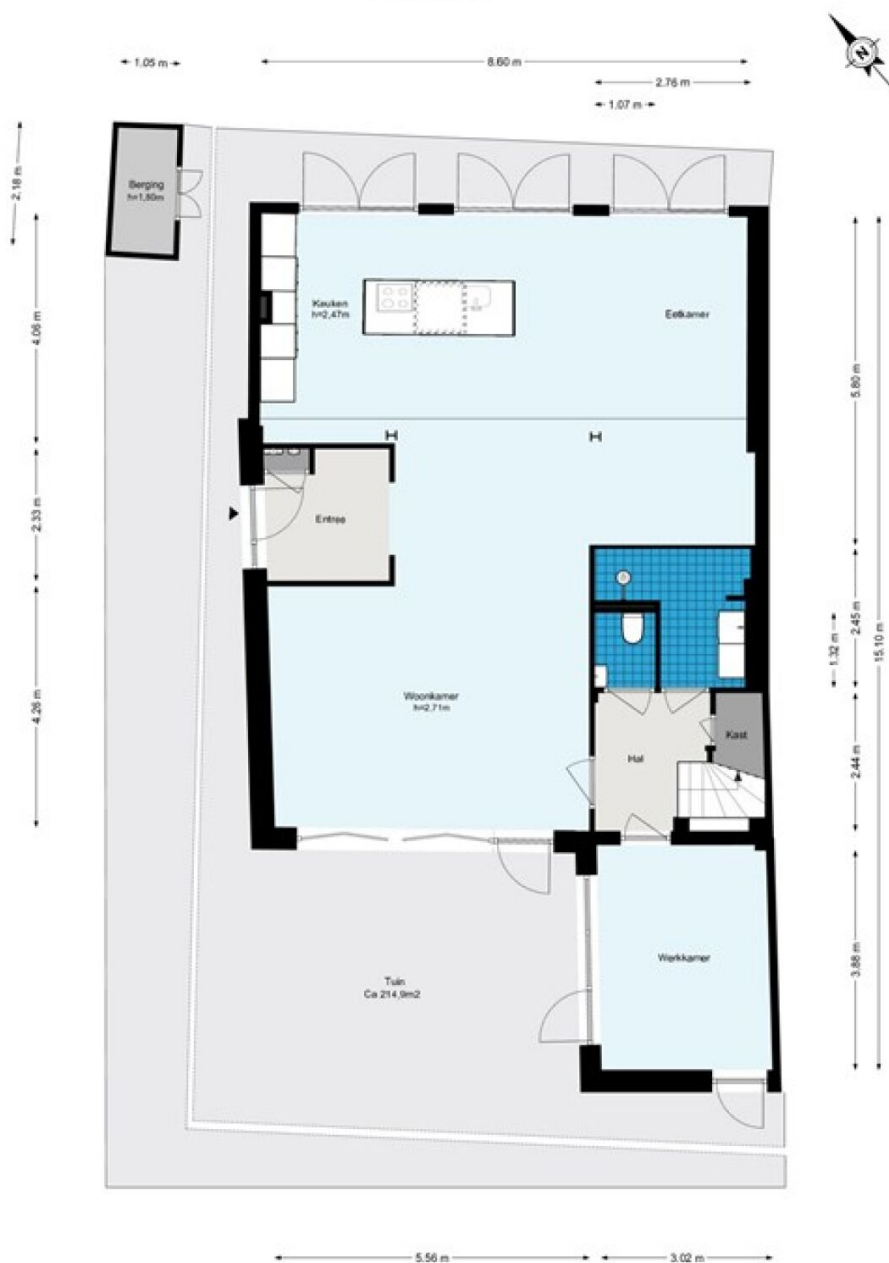 1,05 m
8.60 m
2.76 m
1.07 m
2,18 m
Berging
h=1,80m
4.06 m
Keuken
h=2,47m
Eetkamer
5.80 m
2.33 m
Entree
2.45 m
1.32 m
15.10 m
4.26 m
Woonkamer
h=2,71m
Hal
Kast
2.44 m
Werkkamer
3.88 m
Tuin
Ca 214,9m2
5.56 m
3.02 m